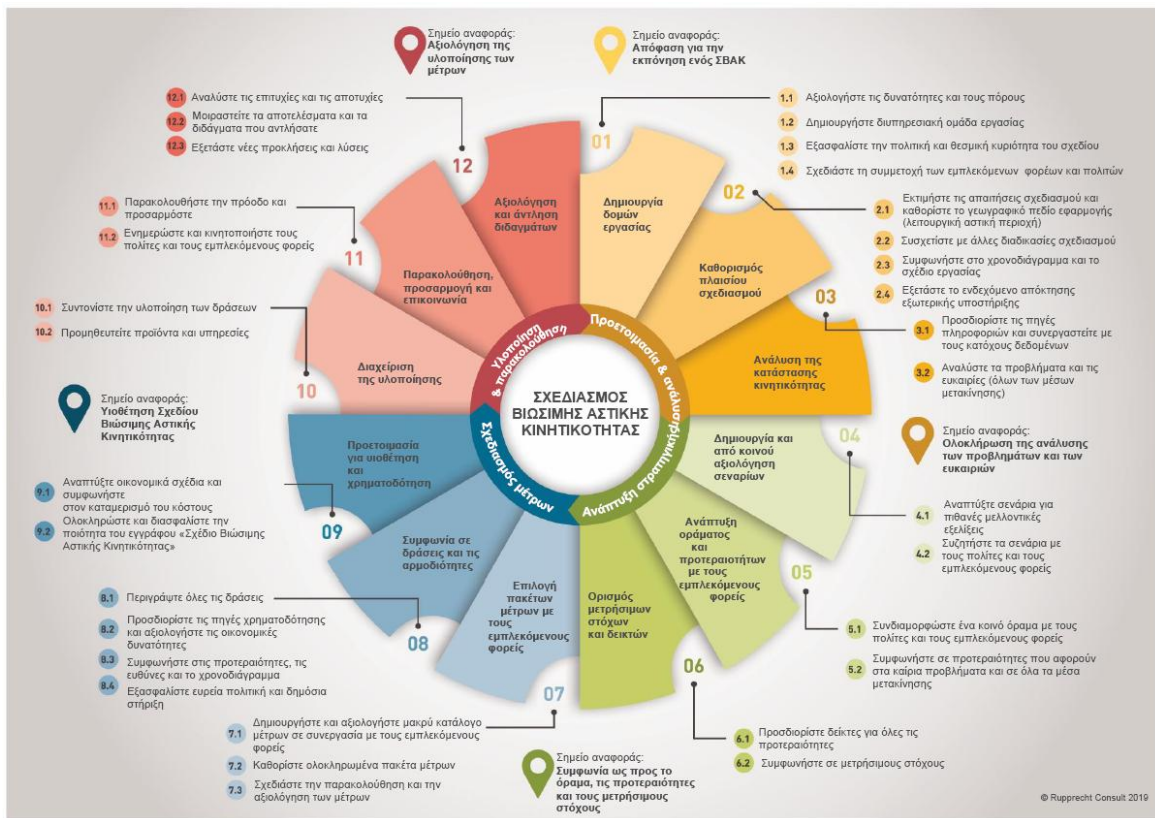 Σημείο αναφοράς:
Αξιολόγηση της
υλοποίησης των
μέτρων
Σημείο αναφοράς:
Απόφαση για την
εκπόνηση ενός ΣΒΑΚ
12.1 Αναλύστε τις επιτυχίες και τις αποτυχίες
12.2 Μοιραστείτε τα αποτελέσματα και τα
διδάγματα που αντλήσατε
12.3 Εξετάστε νέες προκλήσεις και λύσεις
1.1 Αξιολογήστε τις δυνατότητες και τους πόρους
1.2 Δημιουργήστε διυπηρεσιακή ομάδα εργασίας
1.3 Εξασφαλίστε την πολιτική και θεσμική κυριότητα του σχεδίου
1.4 Σχεδιάστε τη συμμετοχή των εμπλεκόμενων φορέων και πολιτών
12
Αξιολόγηση
και άντληση
διδαγμάτων
01
Δημιουργία
δομών
εργασίας
02
Καθορισμός
πλαισίου
σχεδιασμού
2.1 Εκτιμήστε τις απαιτήσεις σχεδιασμού και
καθορίστε το γεωγραφικό πεδίο εφαρμογής
(λειτουργική αστική περιοχή)
2.2 Συσχετίστε με άλλες διαδικασίες σχεδιασμού
2.3 Συμφωνήστε στο χρονοδιάγραμμα και το
σχέδιο εργασίας
2.4 Εξετάστε το ενδεχόμενο απόκτησης
εξωτερικής υποστήριξης
11.1 Παρακολουθήστε την πρόοδο και
προσαρμόστε
11.2 Ενημερώστε και κινητοποιήστε τους
πολίτες και τους εμπλεκόμενους φορείς
11
Παρακολούθηση,
προσαρμογή και
επικοινωνία
03
Ανάλυση της
κατάστασης
κινητικότητας
3.1 Προσδιορίστε τις πηγές
πληροφοριών και συνεργαστείτε με
τους κατόχους δεδομένων
3.2 Αναλύστε τα προβλήματα και τις
ευκαιρίες (όλων των μέσων
μετακίνησης)
10.1 Συντονίστε την υλοποίηση των δράσεων
10.2 Προμηθευτείτε προϊόντα και υπηρεσίες
10
Διαχείριση
της υλοποίησης
Υλοποίηση
& παρακολούθηση
Προετοιμασία & ανάλυση
ΣΧΕΔΙΑΣΜΟΣ
ΒΙΩΣΙΜΗΣ ΑΣΤΙΚΗΣ
ΚΙΝΗΤΙΚΟΤΗΤΑΣ
Σχεδιασμός μέτρων
Ανάπτυξη στρατηγικής
Σημείο αναφοράς:
Υιοθέτηση Σχεδίου
Βιώσιμης Αστικής
Κινητικότητας
Σημείο αναφοράς:
Ολοκλήρωση της ανάλυσης
των προβλημάτων και των
ευκαιριών
Προετοιμασία
για υιοθέτηση
και
χρηματοδότηση
04
Δημιουργία και
από κοινού
αξιολόγηση
σεναρίων
9.1 Αναπτύξτε οικονομικά σχέδια και
συμφωνήστε
στον καταμερισμό του κόστους
9.2 Ολοκληρώστε και διασφαλίστε την
ποιότητα του εγγράφου «Σχέδιο Βιώσιμης
Αστικής Κινητικότητας»
09
4.1 Αναπτύξτε σενάρια για
πιθανές μελλοντικές
εξελίξεις
4.2 Συζητήστε τα σενάρια με
τους πολίτες και τους
εμπλεκόμενους φορείς
Συμφωνία σε
δράσεις και τις
αρμοδιότητες
Ανάπτυξη
οράματος
και
προτεραιοτήτων
με τους
εμπλεκόμενους
φορείς
05
8.1 Περιγράψτε όλες τις δράσεις
8.2 Προσδιορίστε τις πηγές χρηματοδότησης
και αξιολογήστε τις οικονομικές
δυνατότητες
8.3 Συμφωνήστε στις προτεραιότητες, τις
ευθύνες και το χρονοδιάγραμμα
8.4 Εξασφαλίστε ευρεία πολιτική και δημόσια
στήριξη
08
Επιλογή
πακέτων
μέτρων με
τους
εμπλεκόμενους
φορείς
Ορισμός
μετρήσιμων
στόχων
και δεικτών
5.1 Συνδιαμορφώστε ένα κοινό όραμα με τους
πολίτες και τους εμπλεκόμενους φορείς
5.2 Συμφωνήστε σε προτεραιότητες που αφορούν
στα καίρια προβλήματα και σε όλα τα μέσα
μετακίνησης
07
06
7.1 Δημιουργήστε και αξιολογήστε μακρύ κατάλογο
μέτρων σε συνεργασία με τους εμπλεκόμενους
φορείς
7.2 Καθορίστε ολοκληρωμένα πακέτα μέτρων
7.3 Σχεδιάστε την παρακολούθηση και την
αξιολόγηση των μέτρων
Σημείο αναφοράς:
Συμφωνία ως προς το
όραμα, τις προτεραιότητες
και τους μετρήσιμους
στόχους
6.1 Προσδιορίστε δείκτες για όλες τις
προτεραιότητες
6.2 Συμφωνήστε σε μετρήσιμους στόχους
© Rupprecht Consult 2019